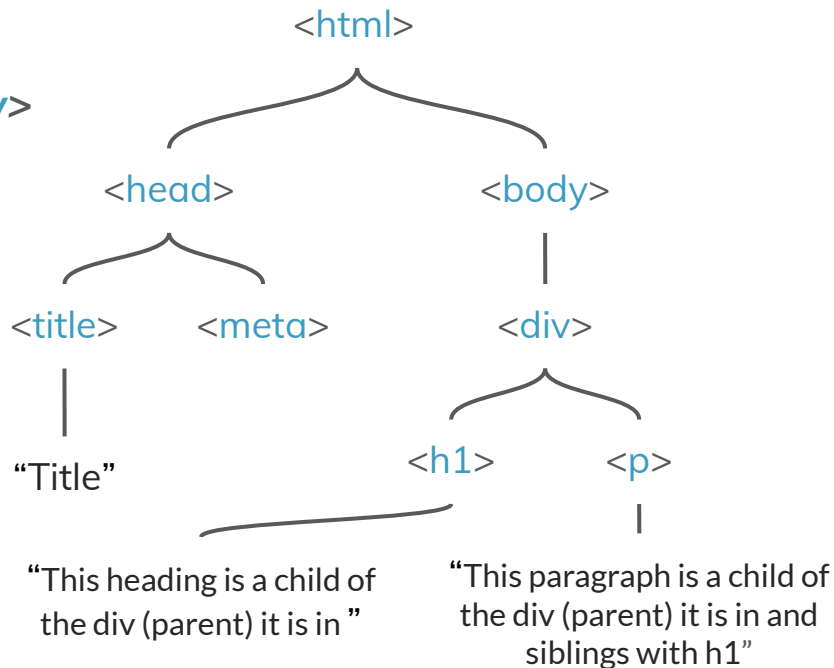 <html>
y>
<head>
<body>
<title>
<meta>
<div>
“Title”
<h1>
<p>
“This heading is a child of
the div (parent) it is in ”
“This paragraph is a child of
the div (parent) it is in and
siblings with h1”